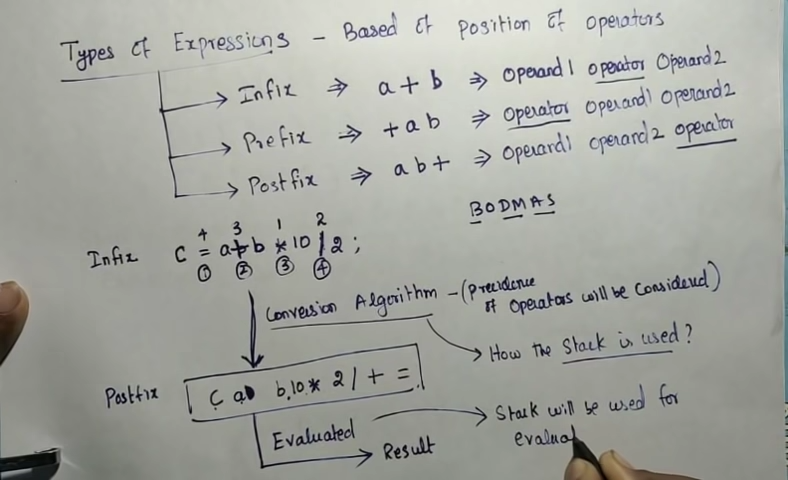 Types of Expressions - Based of position of operators
Infix ⇒ a + b ⇒ operand1 operator operand2
Prefix ⇒ + a b ⇒ operator operand1 operand2
Postfix ⇒ a b + ⇒ operand1 operand2 operator
BODMAS
4 3 1 2
Infix C = a + b * 10 / 2 ;
① ② ③ ④
Conversion Algorithm - (Precidence
of operators will be considered)
How the Stack is used?
Postfix C a b 10 * 2 / + =
Evaluated
Stack will be used for
evalua
Result